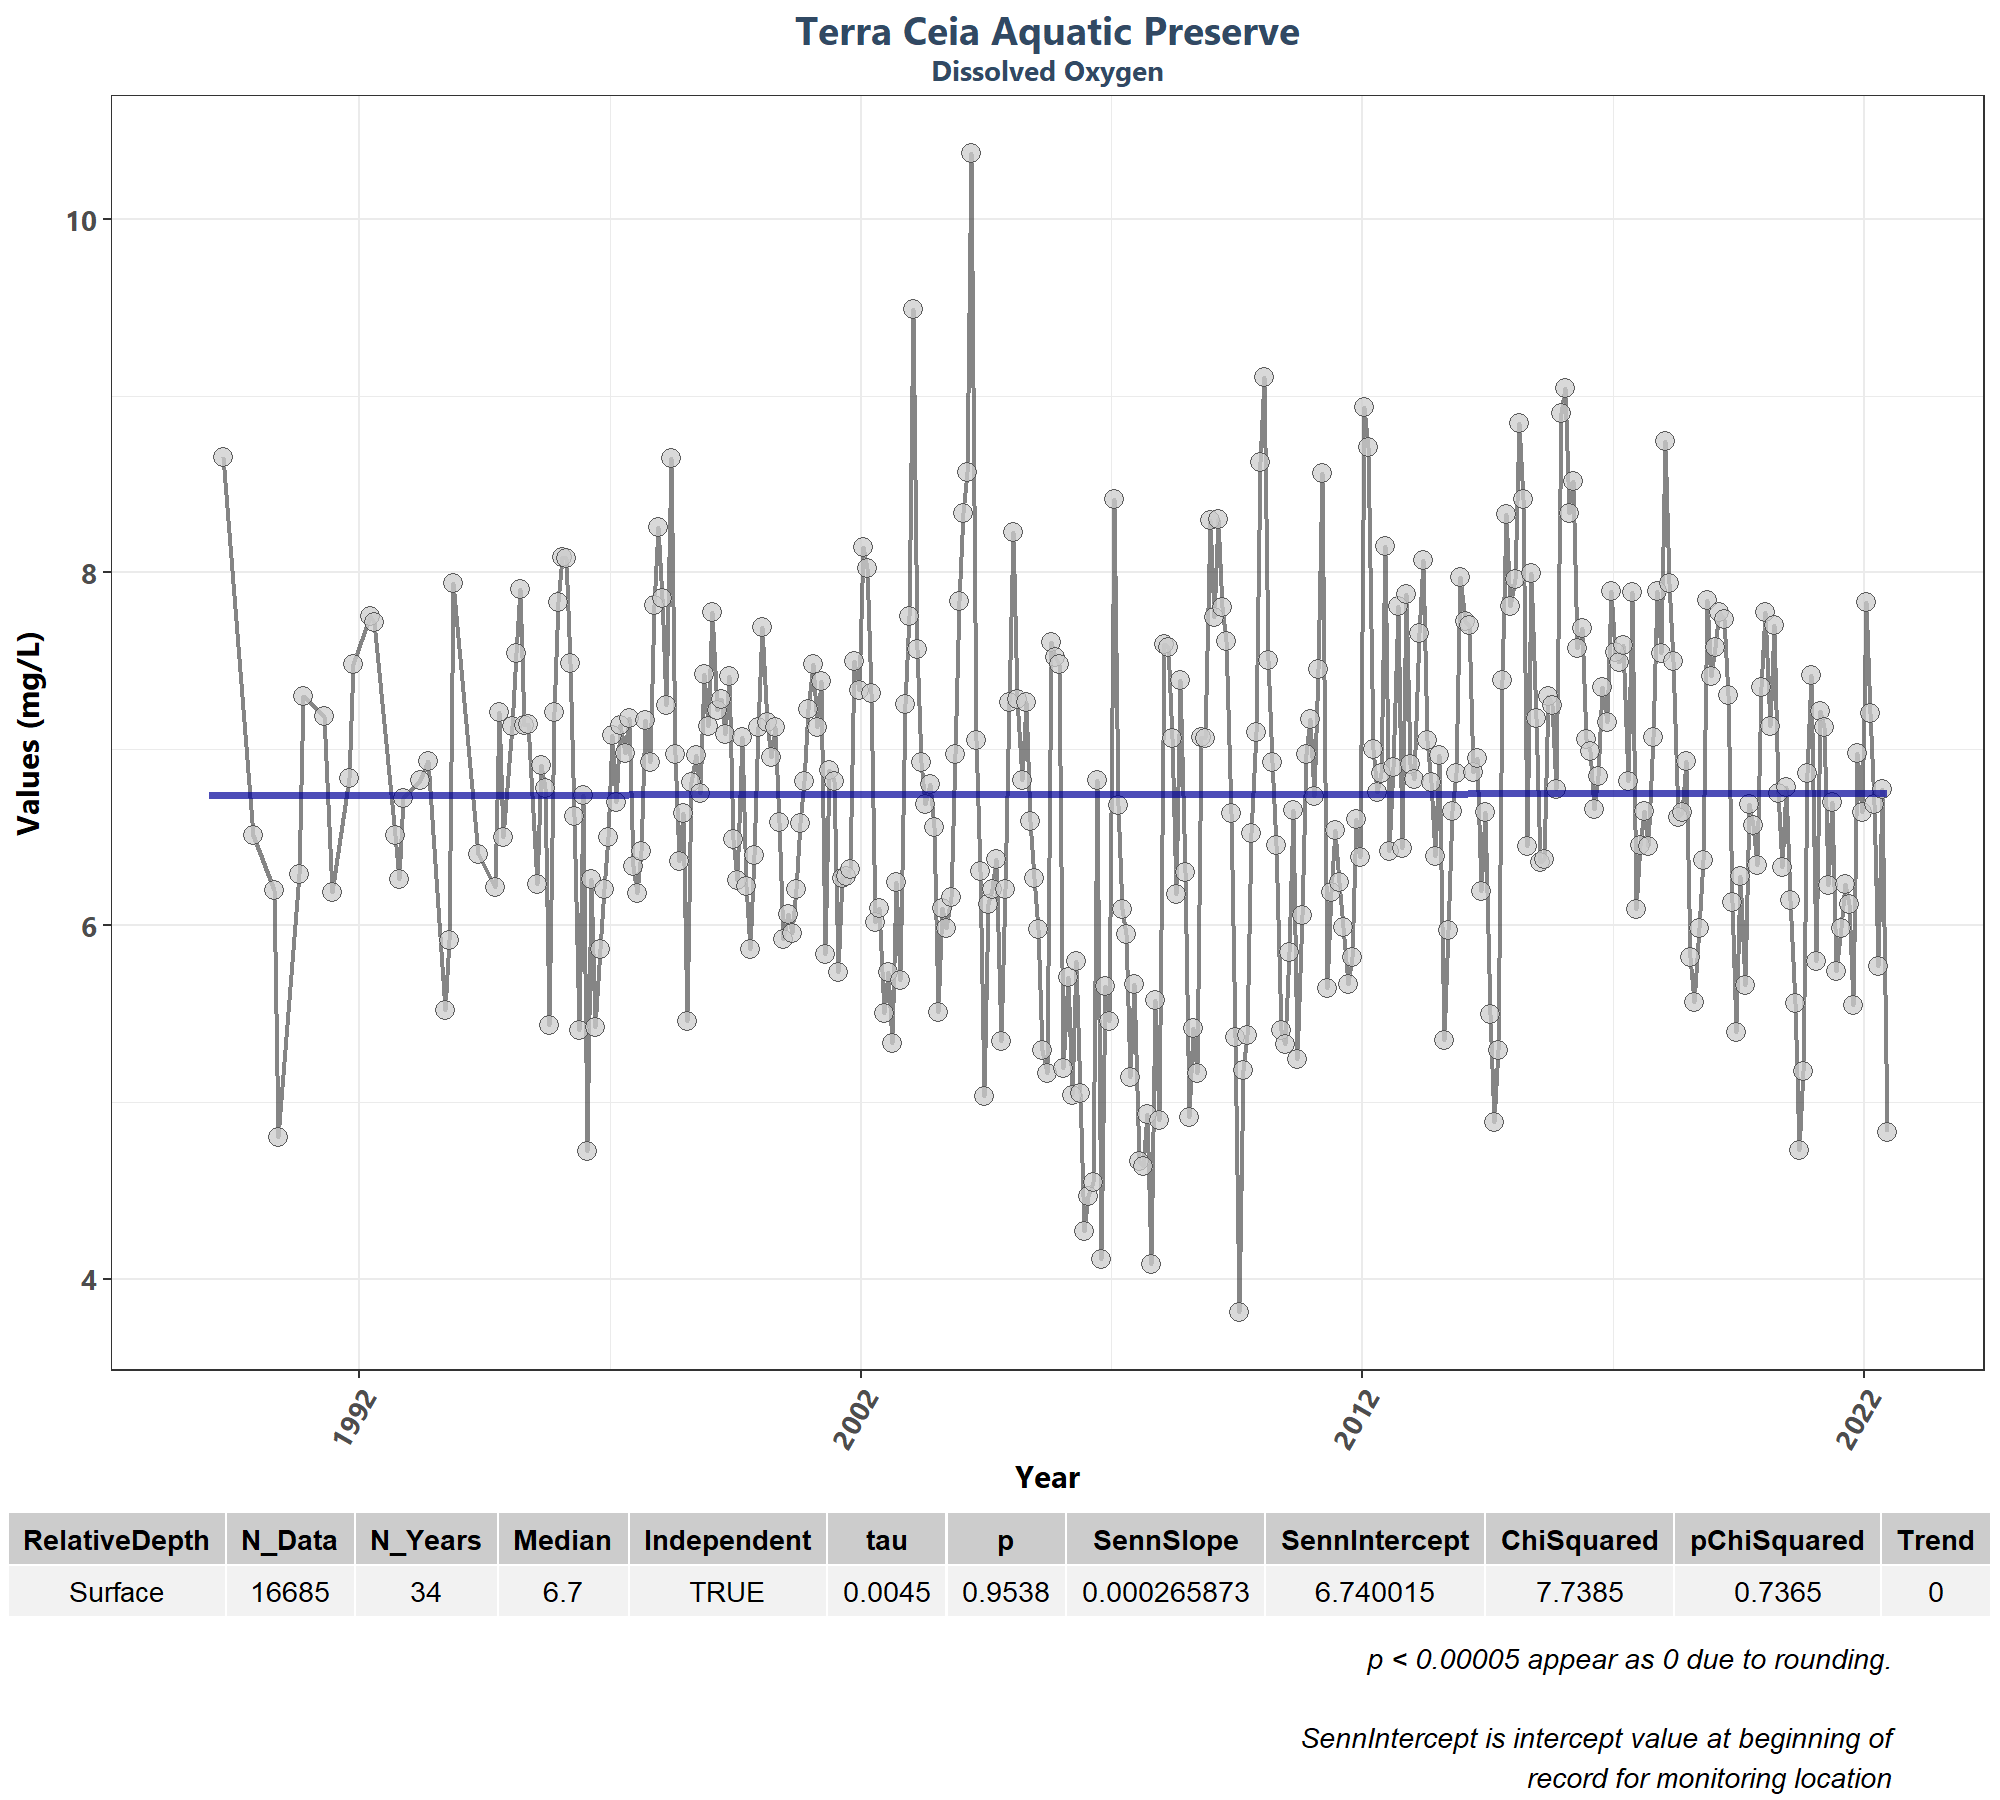 Terra Ceia Aquatic Preserve
Dissolved Oxygen
Values (mg/L)
10
8
6
4
1992 2002 2012 2022
Year
RelativeDepth N_Data N_Years Median Independent tau p SennSlope SennIntercept ChiSquared pChiSquared Trend
Surface 16685 34 6.7 TRUE 0.0045 0.9538 0.000265873 6.740015 7.7385 0.7365 0
p < 0.00005 appear as 0 due to rounding.
SennIntercept is intercept value at beginning of
record for monitoring location